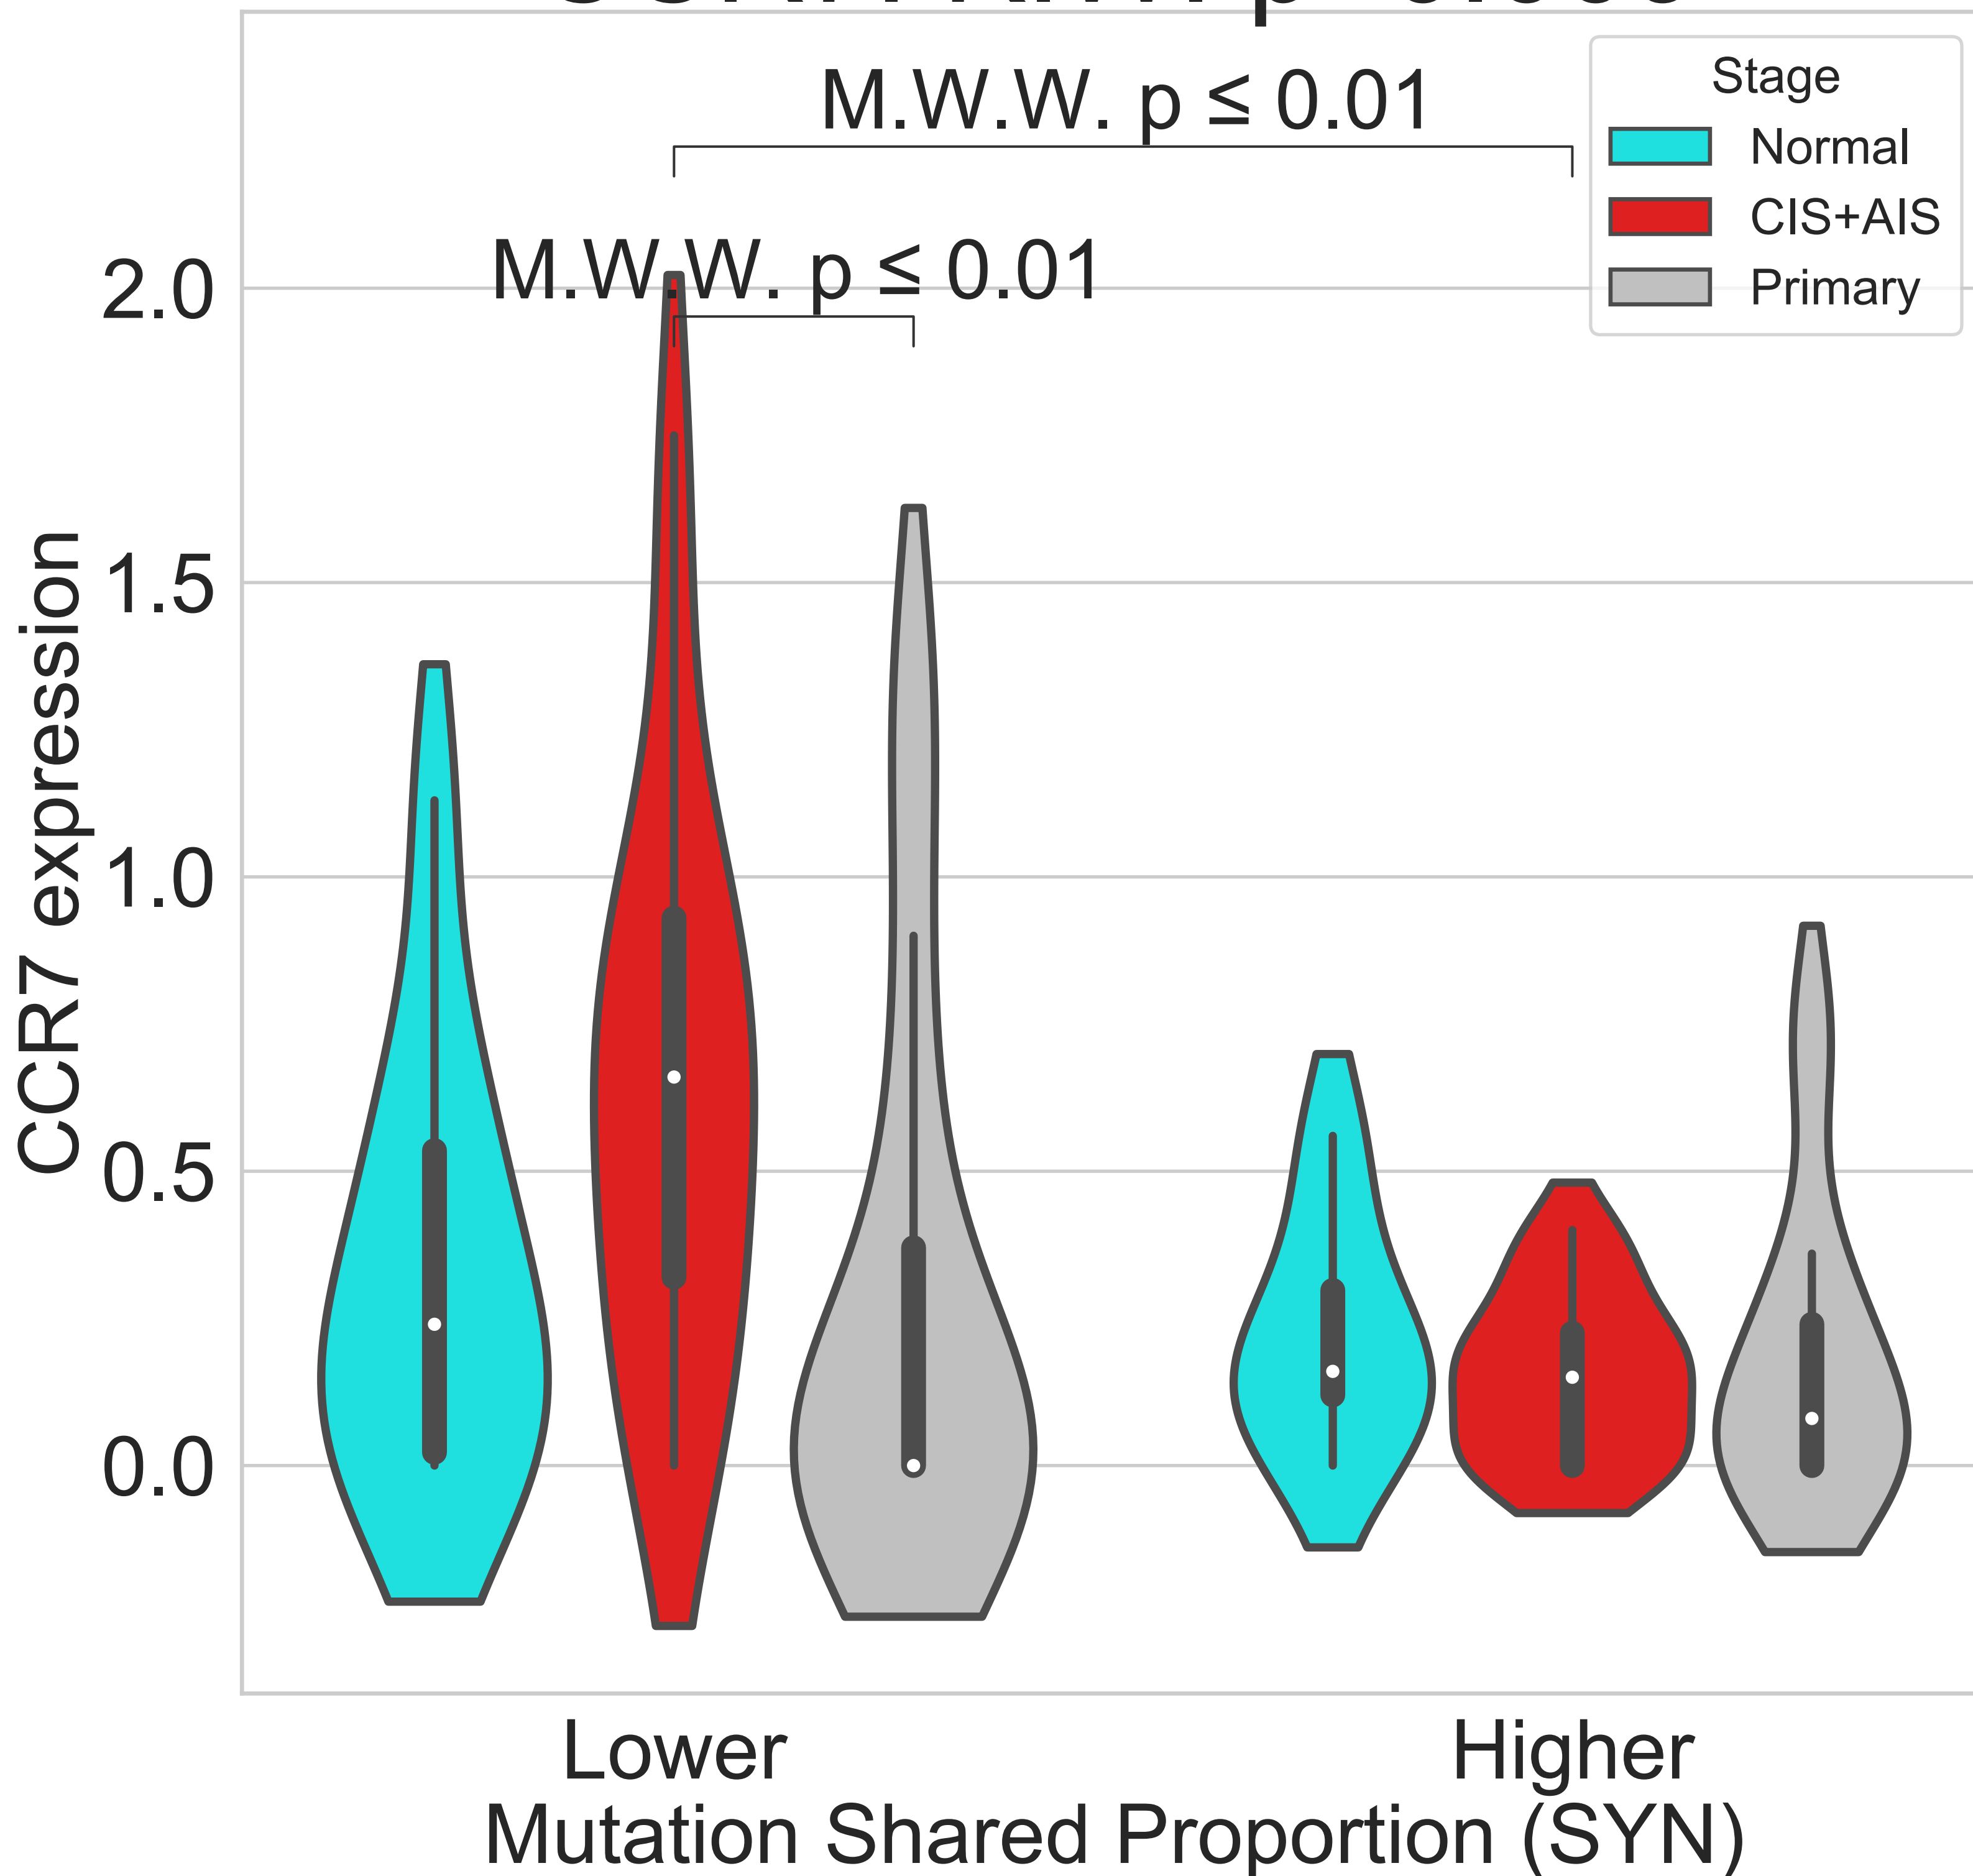 M.W.W. p ≤ 0.01
Stage
Normal
CIS+AIS
Primary
M.W.W. p ≤ 0.01
2.0
1.5
1.0
0.5
0.0
CCR7 expression
Lower
Higher
Mutation Shared Proportion (SYN)